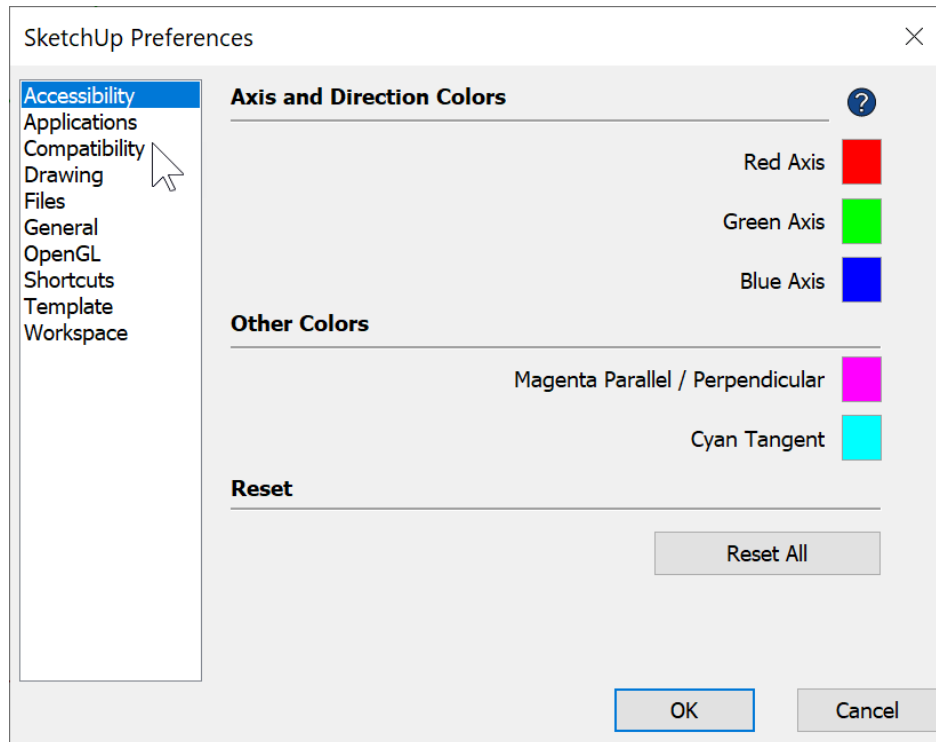 SketchUp Preferences
Accessibility
Applications
Compatibility
Drawing
Files
General
OpenGL
Shortcuts
Template
Workspace
Axis and Direction Colors
?
Red Axis
Green Axis
Blue Axis
Other Colors
Magenta Parallel / Perpendicular
Cyan Tangent
Reset
Reset All
OK
Cancel